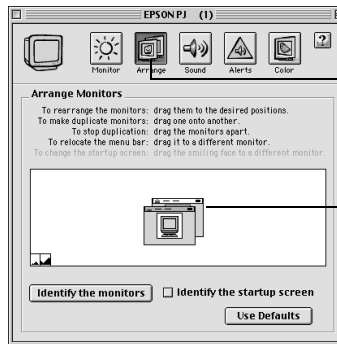 EPSON PJ (1)
Monitor Arrange Sound Alerts Color
?
Arrange Monitors
To rearrange the monitors: drag them to the desired positions.
To make duplicate monitors: drag one onto another.
To stop duplication: drag the monitors apart.
To relocate the menu bar: drag it to a different monitor.
To change the startup screen: drag the smiling face to a different monitor.
Identify the monitors Identify the startup screen
Use Defaults